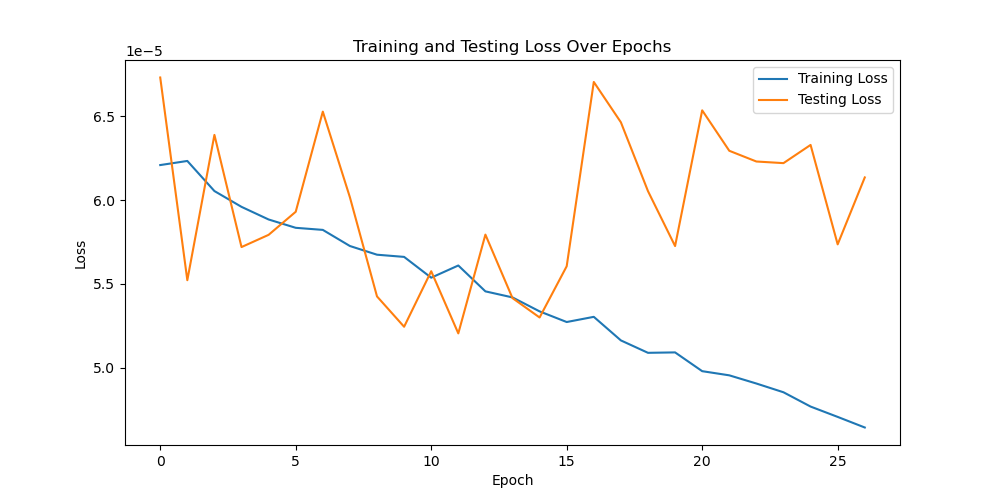 Training and Testing Loss Over Epochs
1e−5
Training Loss
Testing Loss
6.5
6.0
5.5
5.0
Loss
0 5 10 15 20 25
Epoch